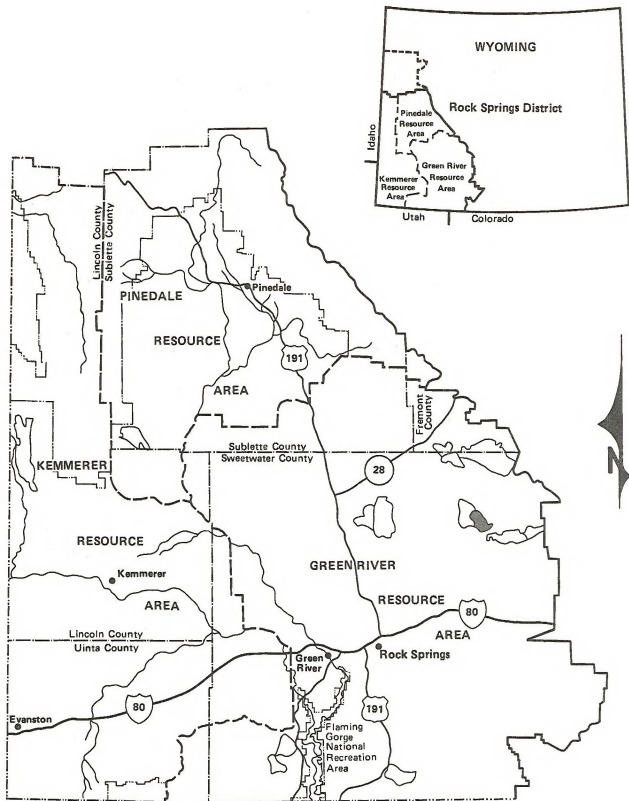 WYOMING
Rock Springs District
Pinedale
Resource
Area
Green River
Resource
Area
Kemmerer
Resource
Area
Idaho
Utah
Colorado
Lincoln County
Sublette County
PINEDALE
Pinedale
RESOURCE
191
AREA
Fremont
County
Sublette County
Sweetwater County
KEMMERER
28
N
RESOURCE
GREEN RIVER
Kemmerer
RESOURCE
AREA
80
AREA
Lincoln County
Uinta County
Green
River
Rock Springs
80
191
Evanston
Flaming
Gorge
National
Recreation
Area